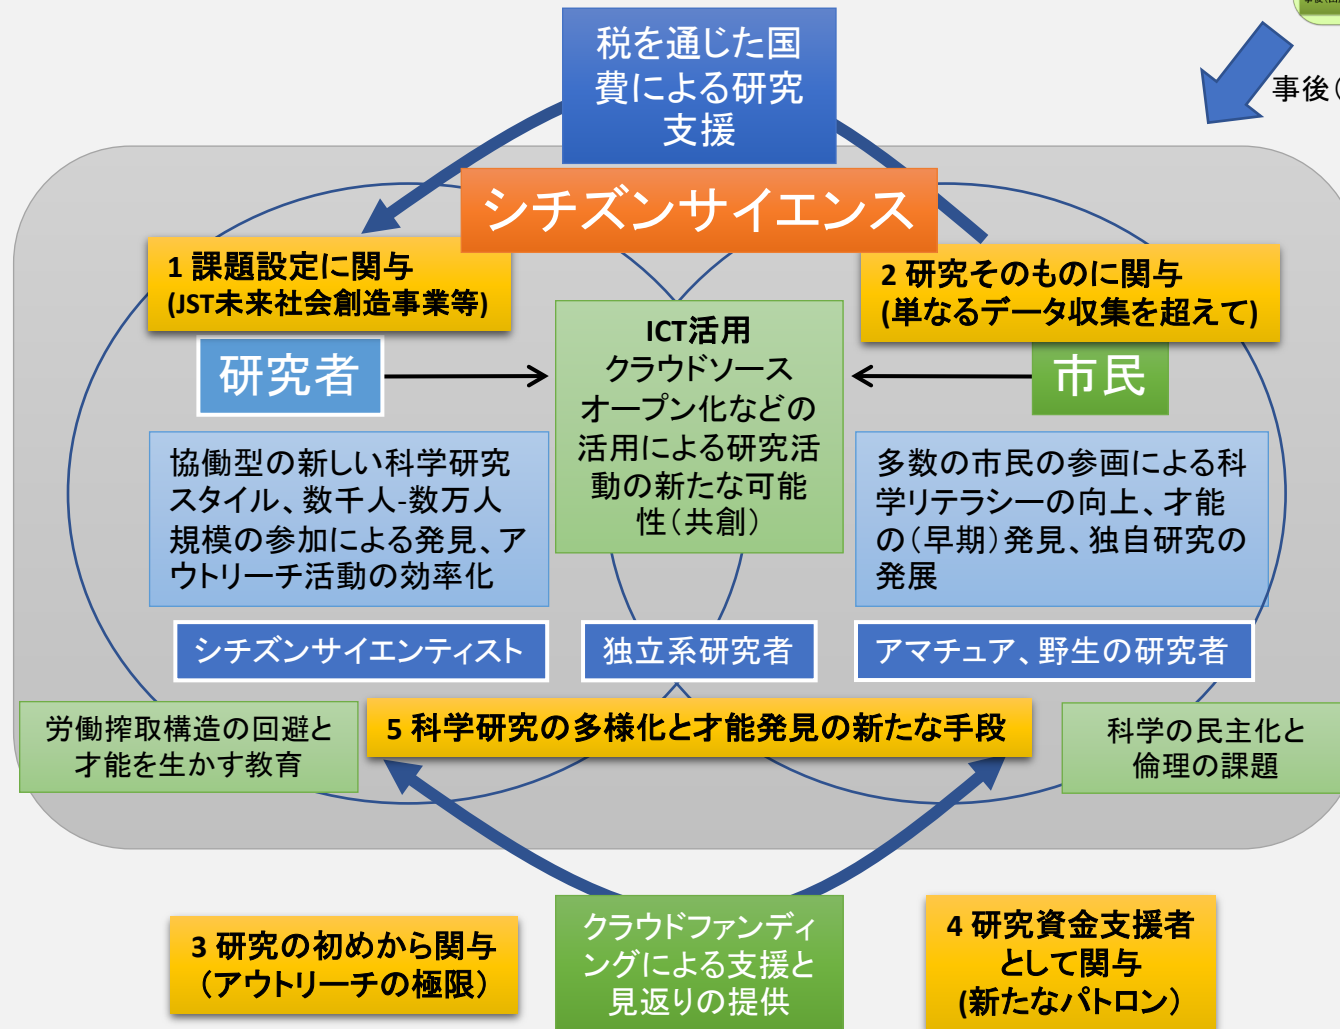 税を通じた国
費による研究
支援
事後（
シチズンサイエンス
1 課題設定に関与
(JST未来社会創造事業等)
2 研究そのものに関与
(単なるデータ収集を超えて)
研究者
ICT活用
クラウドソース
オープン化などの
活用による研究活
動の新たな可能
性（共創）
市民
協働型の新しい科学研究
スタイル、数千人-数万人
規模の参加による発見、ア
ウトリーチ活動の効率化
多数の市民の参画による科
学リテラシーの向上、才能
の（早期）発見、独自研究の
発展
シチズンサイエンティスト
独立系研究者
アマチュア、野生の研究者
労働搾取構造の回避と
才能を生かす教育
5 科学研究の多様化と才能発見の新たな手段
科学の民主化と
倫理の課題
3 研究の初めから関与
（アウトリーチの極限）
クラウドファンディ
ングによる支援と
見返りの提供
4 研究資金支援者
として関与
(新たなパトロン）